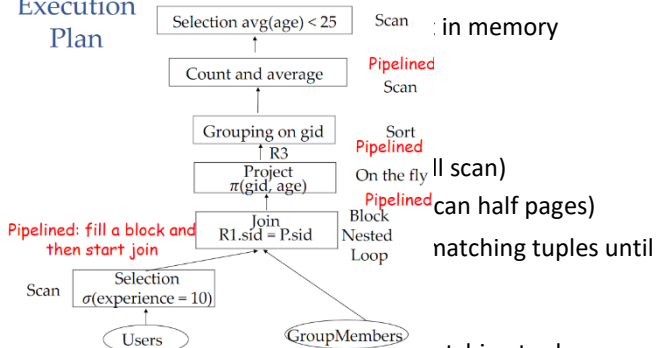 Execution
Plan
Selection avg(age) < 25
Scan
in memory
Pipelined
Count and average
Scan
Grouping on gid
Sort
Pipelined
R3
Project
π(gid, age)
On the fly
ll scan)
Pipelined
can half pages)
Pipelined: fill a block and
then start join
Join
R1.sid = P.sid
Block
Nested
Loop
matching tuples until
Scan
Selection
σ(experience = 10)
Users
GroupMembers